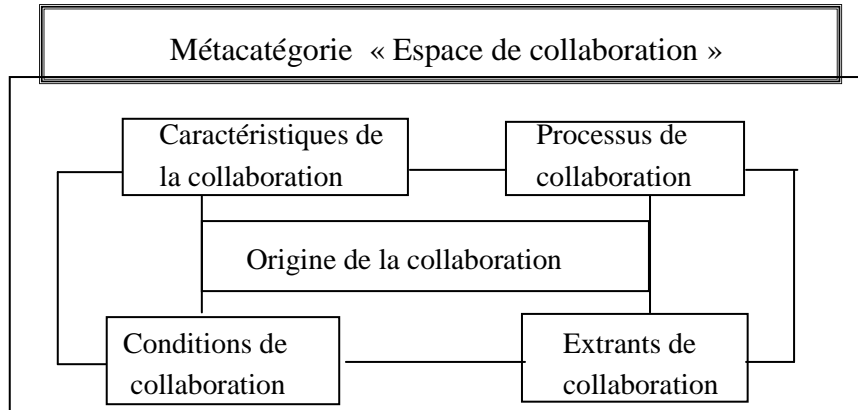 Métacatégorie « Espace de collaboration »
Caractéristiques de
la collaboration
Processus de
collaboration
Origine de la collaboration
Conditions de
collaboration
Extrants de
collaboration